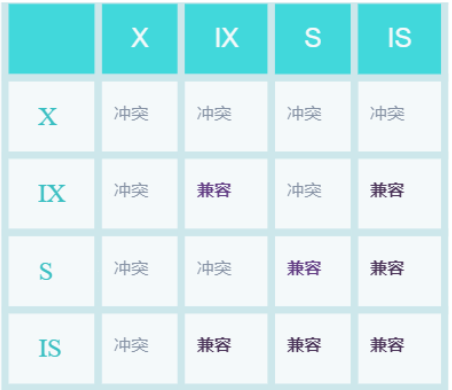 X IX S IS
X 冲突 冲突 冲突 冲突
IX 冲突 兼容 冲突 兼容
S 冲突 冲突 兼容 兼容
IS 冲突 兼容 兼容 兼容